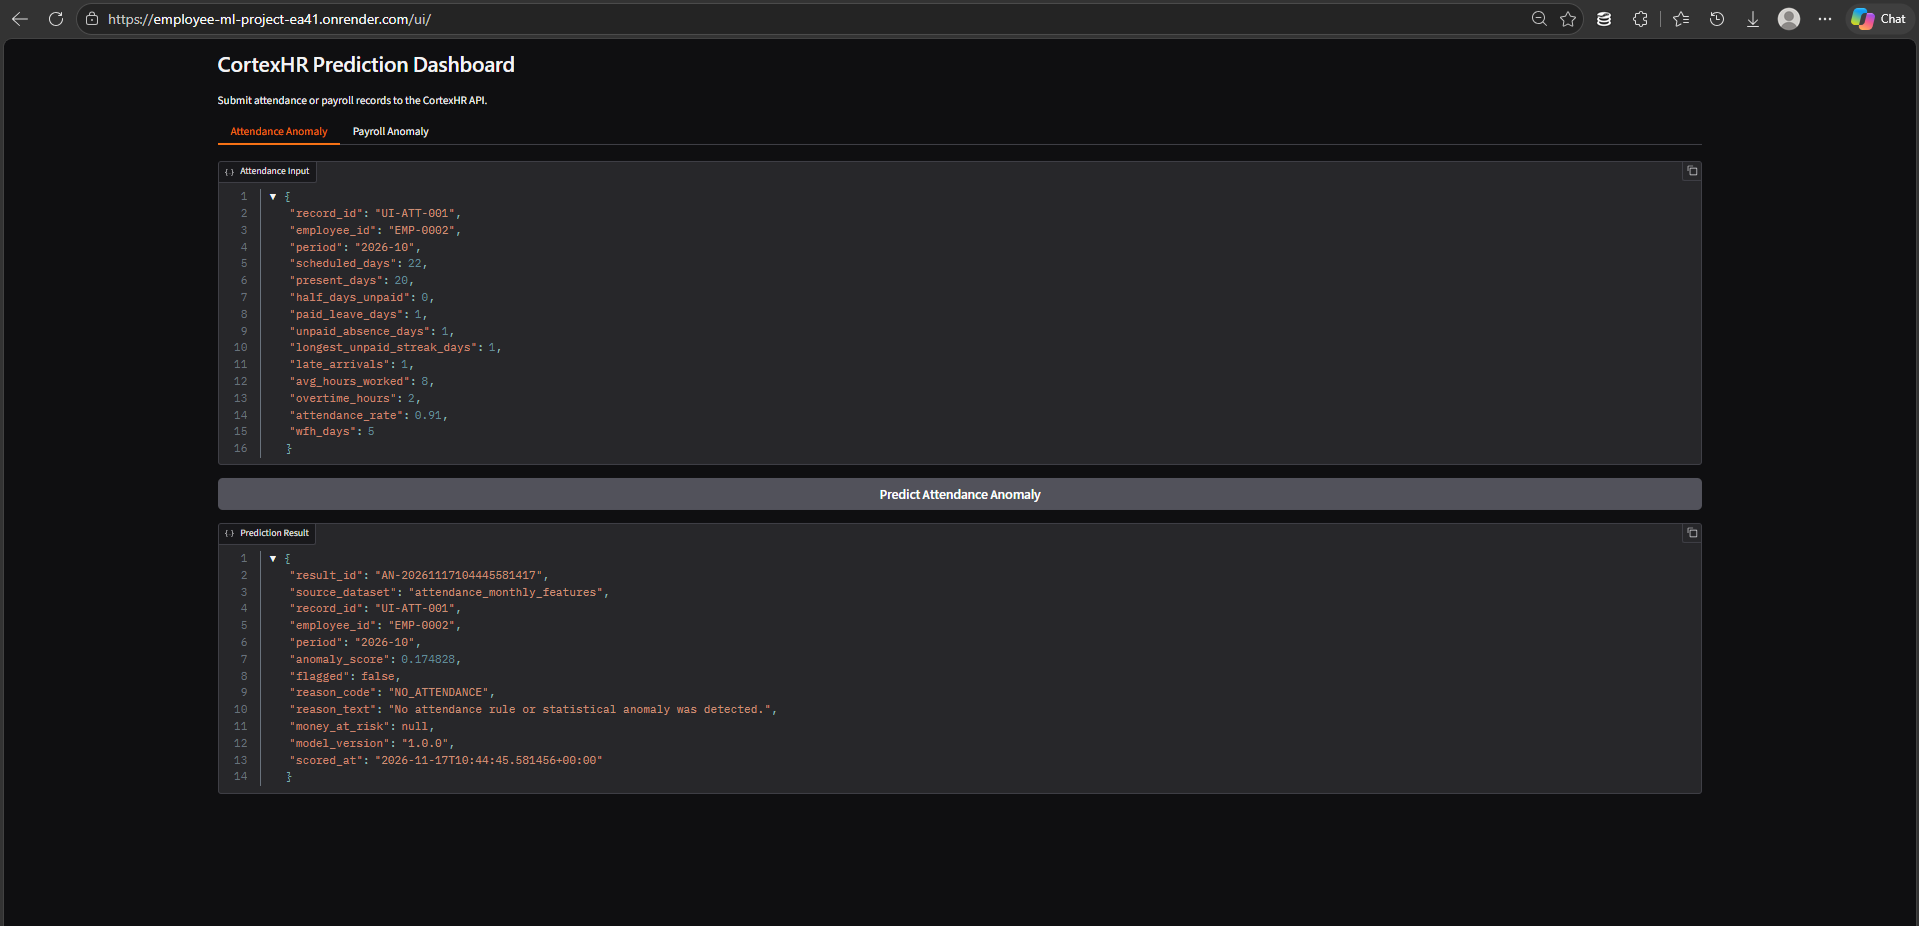 https://employee-ml-project-ea41.onrender.com/ui/
Chat
CortexHR Prediction Dashboard
Submit attendance or payroll records to the CortexHR API.
Attendance Anomaly
Payroll Anomaly
{.} Attendance Input
1 {
2 "record_id": "UI-ATT-001",
3 "employee_id": "EMP-0002",
4 "period": "2026-10",
5 "scheduled_days": 22,
6 "present_days": 20,
7 "half_days_unpaid": 0,
8 "paid_leave_days": 1,
9 "unpaid_absence_days": 1,
10 "longest_unpaid_streak_days": 1,
11 "late_arrivals": 1,
12 "avg_hours_worked": 8,
13 "overtime_hours": 2,
14 "attendance_rate": 0.91,
15 "wfh_days": 5
16 }
Predict Attendance Anomaly
{.} Prediction Result
1 {
2 "result_id": "AN-20261117104445581417",
3 "source_dataset": "attendance_monthly_features",
4 "record_id": "UI-ATT-001",
5 "employee_id": "EMP-0002",
6 "period": "2026-10",
7 "anomaly_score": 0.174828,
8 "flagged": false,
9 "reason_code": "NO_ATTENDANCE",
10 "reason_text": "No attendance rule or statistical anomaly was detected.",
11 "money_at_risk": null,
12 "model_version": "1.0.0",
13 "scored_at": "2026-11-17T10:44:45.581456+00:00"
14 }